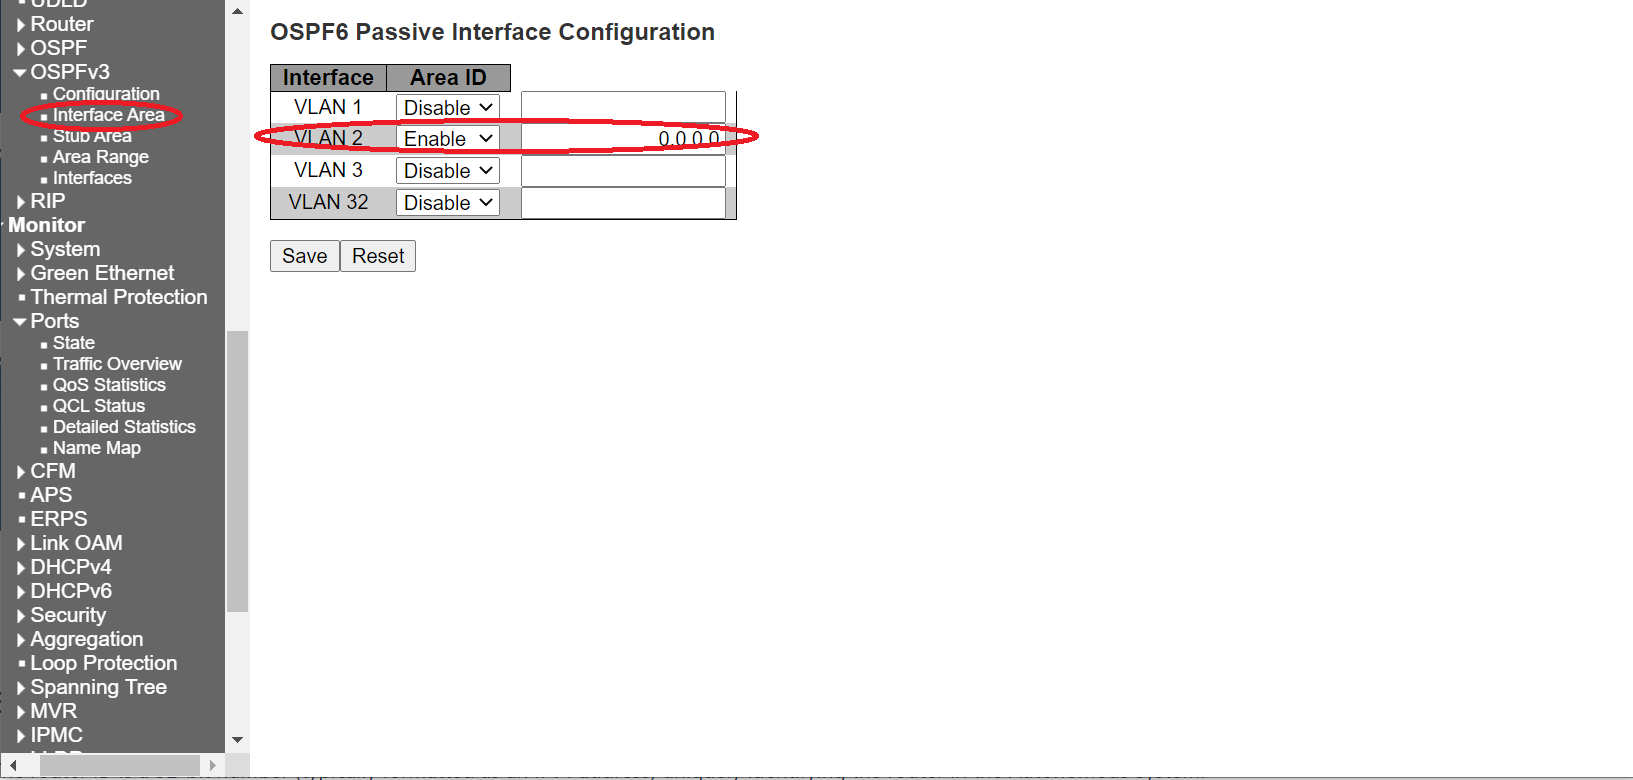 UDLD
Router
OSPF
OSPFv3
Configuration
Interface Area
Stub Area
Area Range
Interfaces
RIP
Monitor
System
Green Ethernet
Thermal Protection
Ports
State
Traffic Overview
QoS Statistics
QCL Status
Detailed Statistics
Name Map
CFM
APS
ERPS
Link OAM
DHCPv4
DHCPv6
Security
Aggregation
Loop Protection
Spanning Tree
MVR
IPMC
OSPF6 Passive Interface Configuration
Interface Area ID
VLAN 1 Disable
VLAN 2 Enable 0.0.0.0
VLAN 3 Disable
VLAN 32 Disable
Save Reset